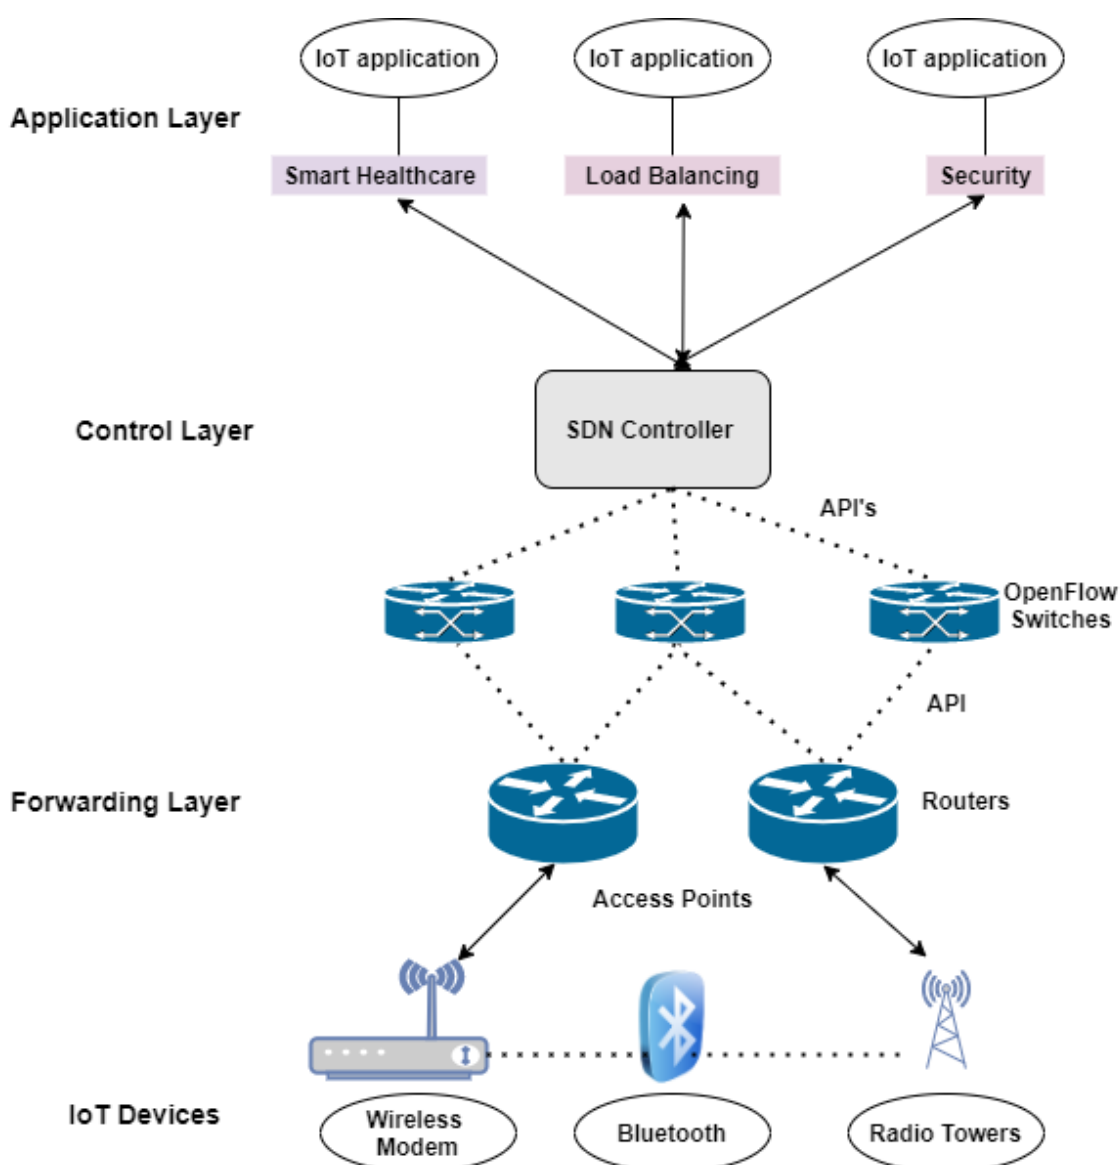 IoT application
IoT application
IoT application
Application Layer
Smart Healthcare
Load Balancing
Security
Control Layer
SDN Controller
API's
OpenFlow
Switches
API
Forwarding Layer
Routers
Access Points
IoT Devices
Wireless
Modem
Bluetooth
Radio Towers